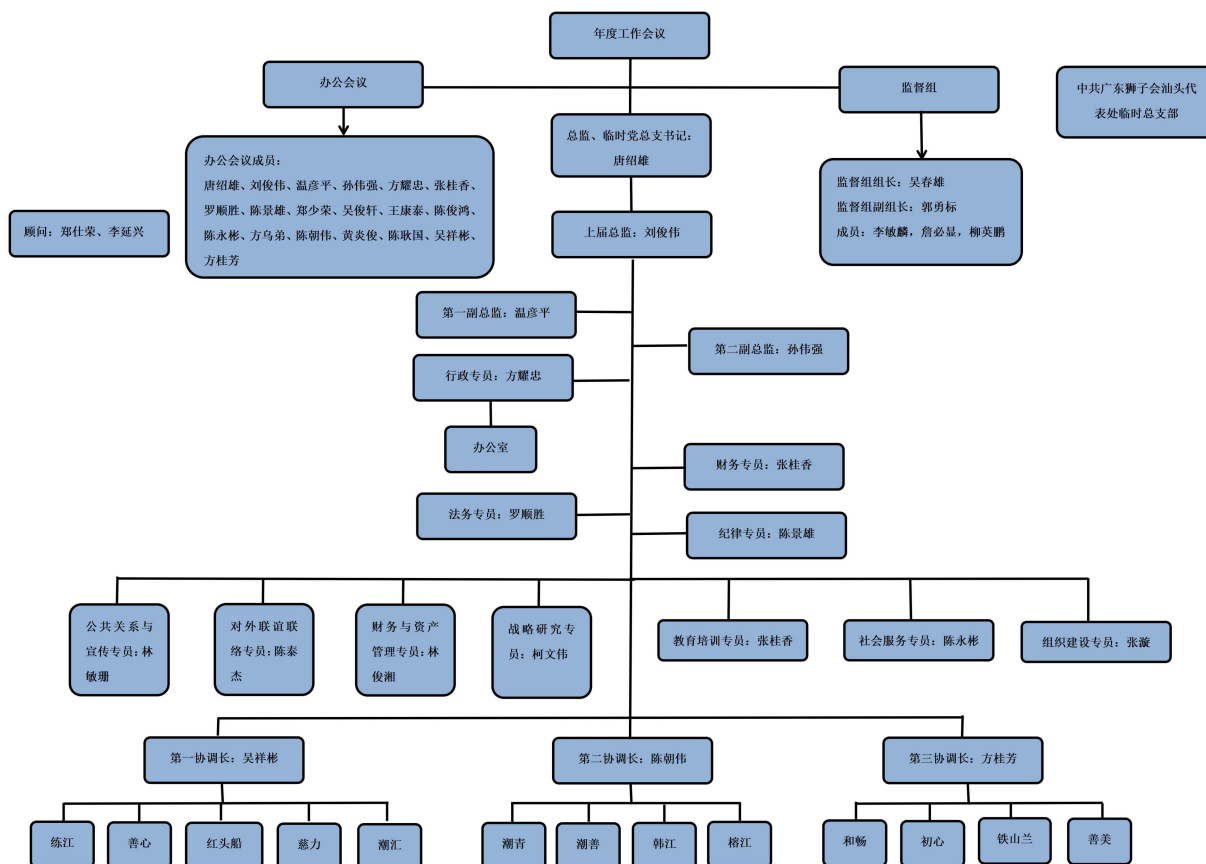 年度工作会议
办公会议
监督组
中共广东狮子会汕头代
表处临时总支部
总监、临时党总支书记：
唐绍雄
办公会议成员：
唐绍雄、刘俊伟、温彦平、孙伟强、方耀忠、张桂香、
罗顺胜、陈景雄、郑少荣、吴俊轩、王康泰、陈俊鸿、
陈永彬、方乌弟、陈朝伟、黄炎俊、陈耿国、吴祥彬、
方桂芳
监督组组长：吴春雄
监督组副组长：郭勇标
成员：李敏麟，詹必显，柳英鹏
顾问：郑仕荣、李延兴
上届总监：刘俊伟
第一副总监：温彦平
第二副总监：孙伟强
行政专员：方耀忠
办公室
财务专员：张桂香
法务专员：罗顺胜
纪律专员：陈景雄
公共关系与
宣传专员：林
敏珊
对外联谊联
络专员：陈泰
杰
财务与资产
管理专员：林
俊湘
战略研究专
员：柯文伟
教育培训专员：张桂香
社会服务专员：陈永彬
组织建设专员：张漩
第一协调长：吴祥彬
第二协调长：陈朝伟
第三协调长：方桂芳
练江
善心
红头船
慈力
潮汇
潮青
潮善
韩江
榕江
和畅
初心
铁山兰
善美